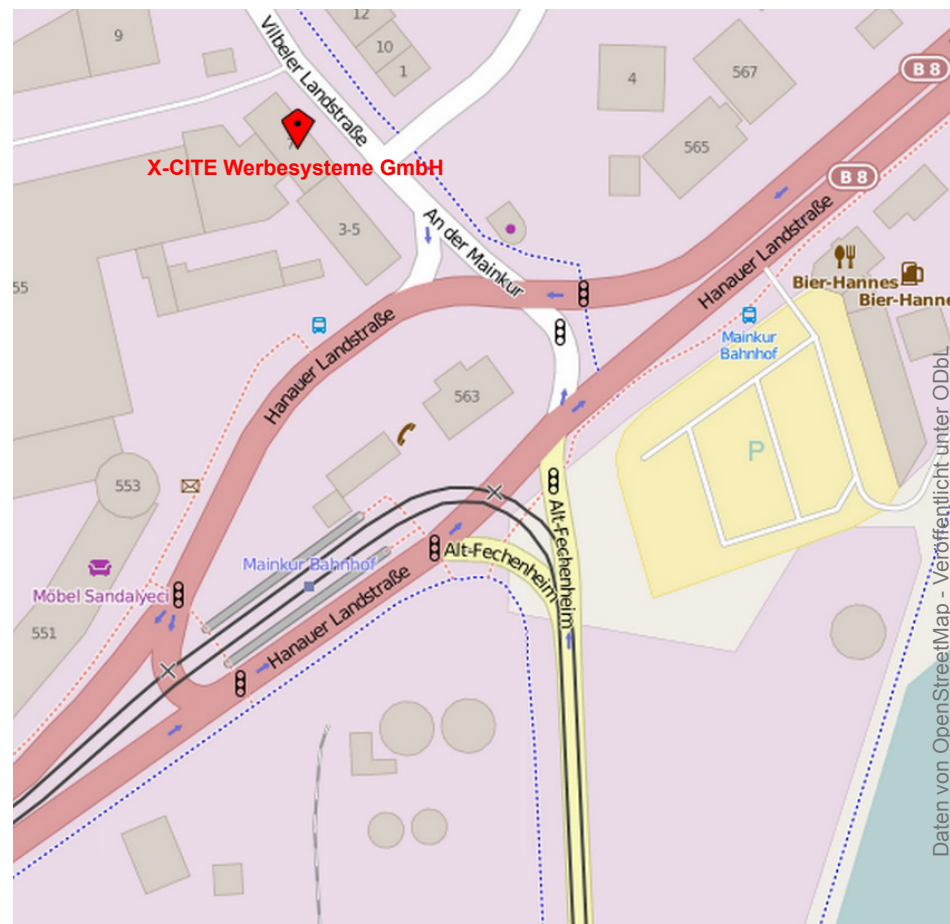 12
9
10
1
Vilbeler Landstraße
4
567
B 8
565
X-CITE Werbesysteme GmbH
B 8
3-5
An der Mainkur
Hanauer Landstraße
55
Bier-Hannes
Bier-Hanne
Mainkur
Bahnhof
Hanauer Landstraße
563
P
553
Alt-Fechenheim
Alt-Fechenheim
Mainkur Bahnhof
Möbel Sandalyeci
Hanauer Landstraße
551
Daten von OpenStreetMap - Veröffentlicht unter ODbL